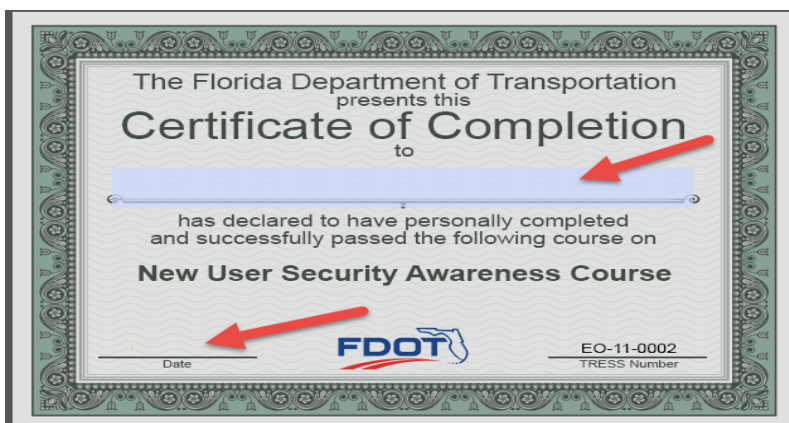 The Florida Department of Transportation
presents this
Certificate of Completion
to
has declared to have personally completed
and successfully passed the following course on
New User Security Awareness Course
FDOT
EO-11-0002
Date
TRESS Number